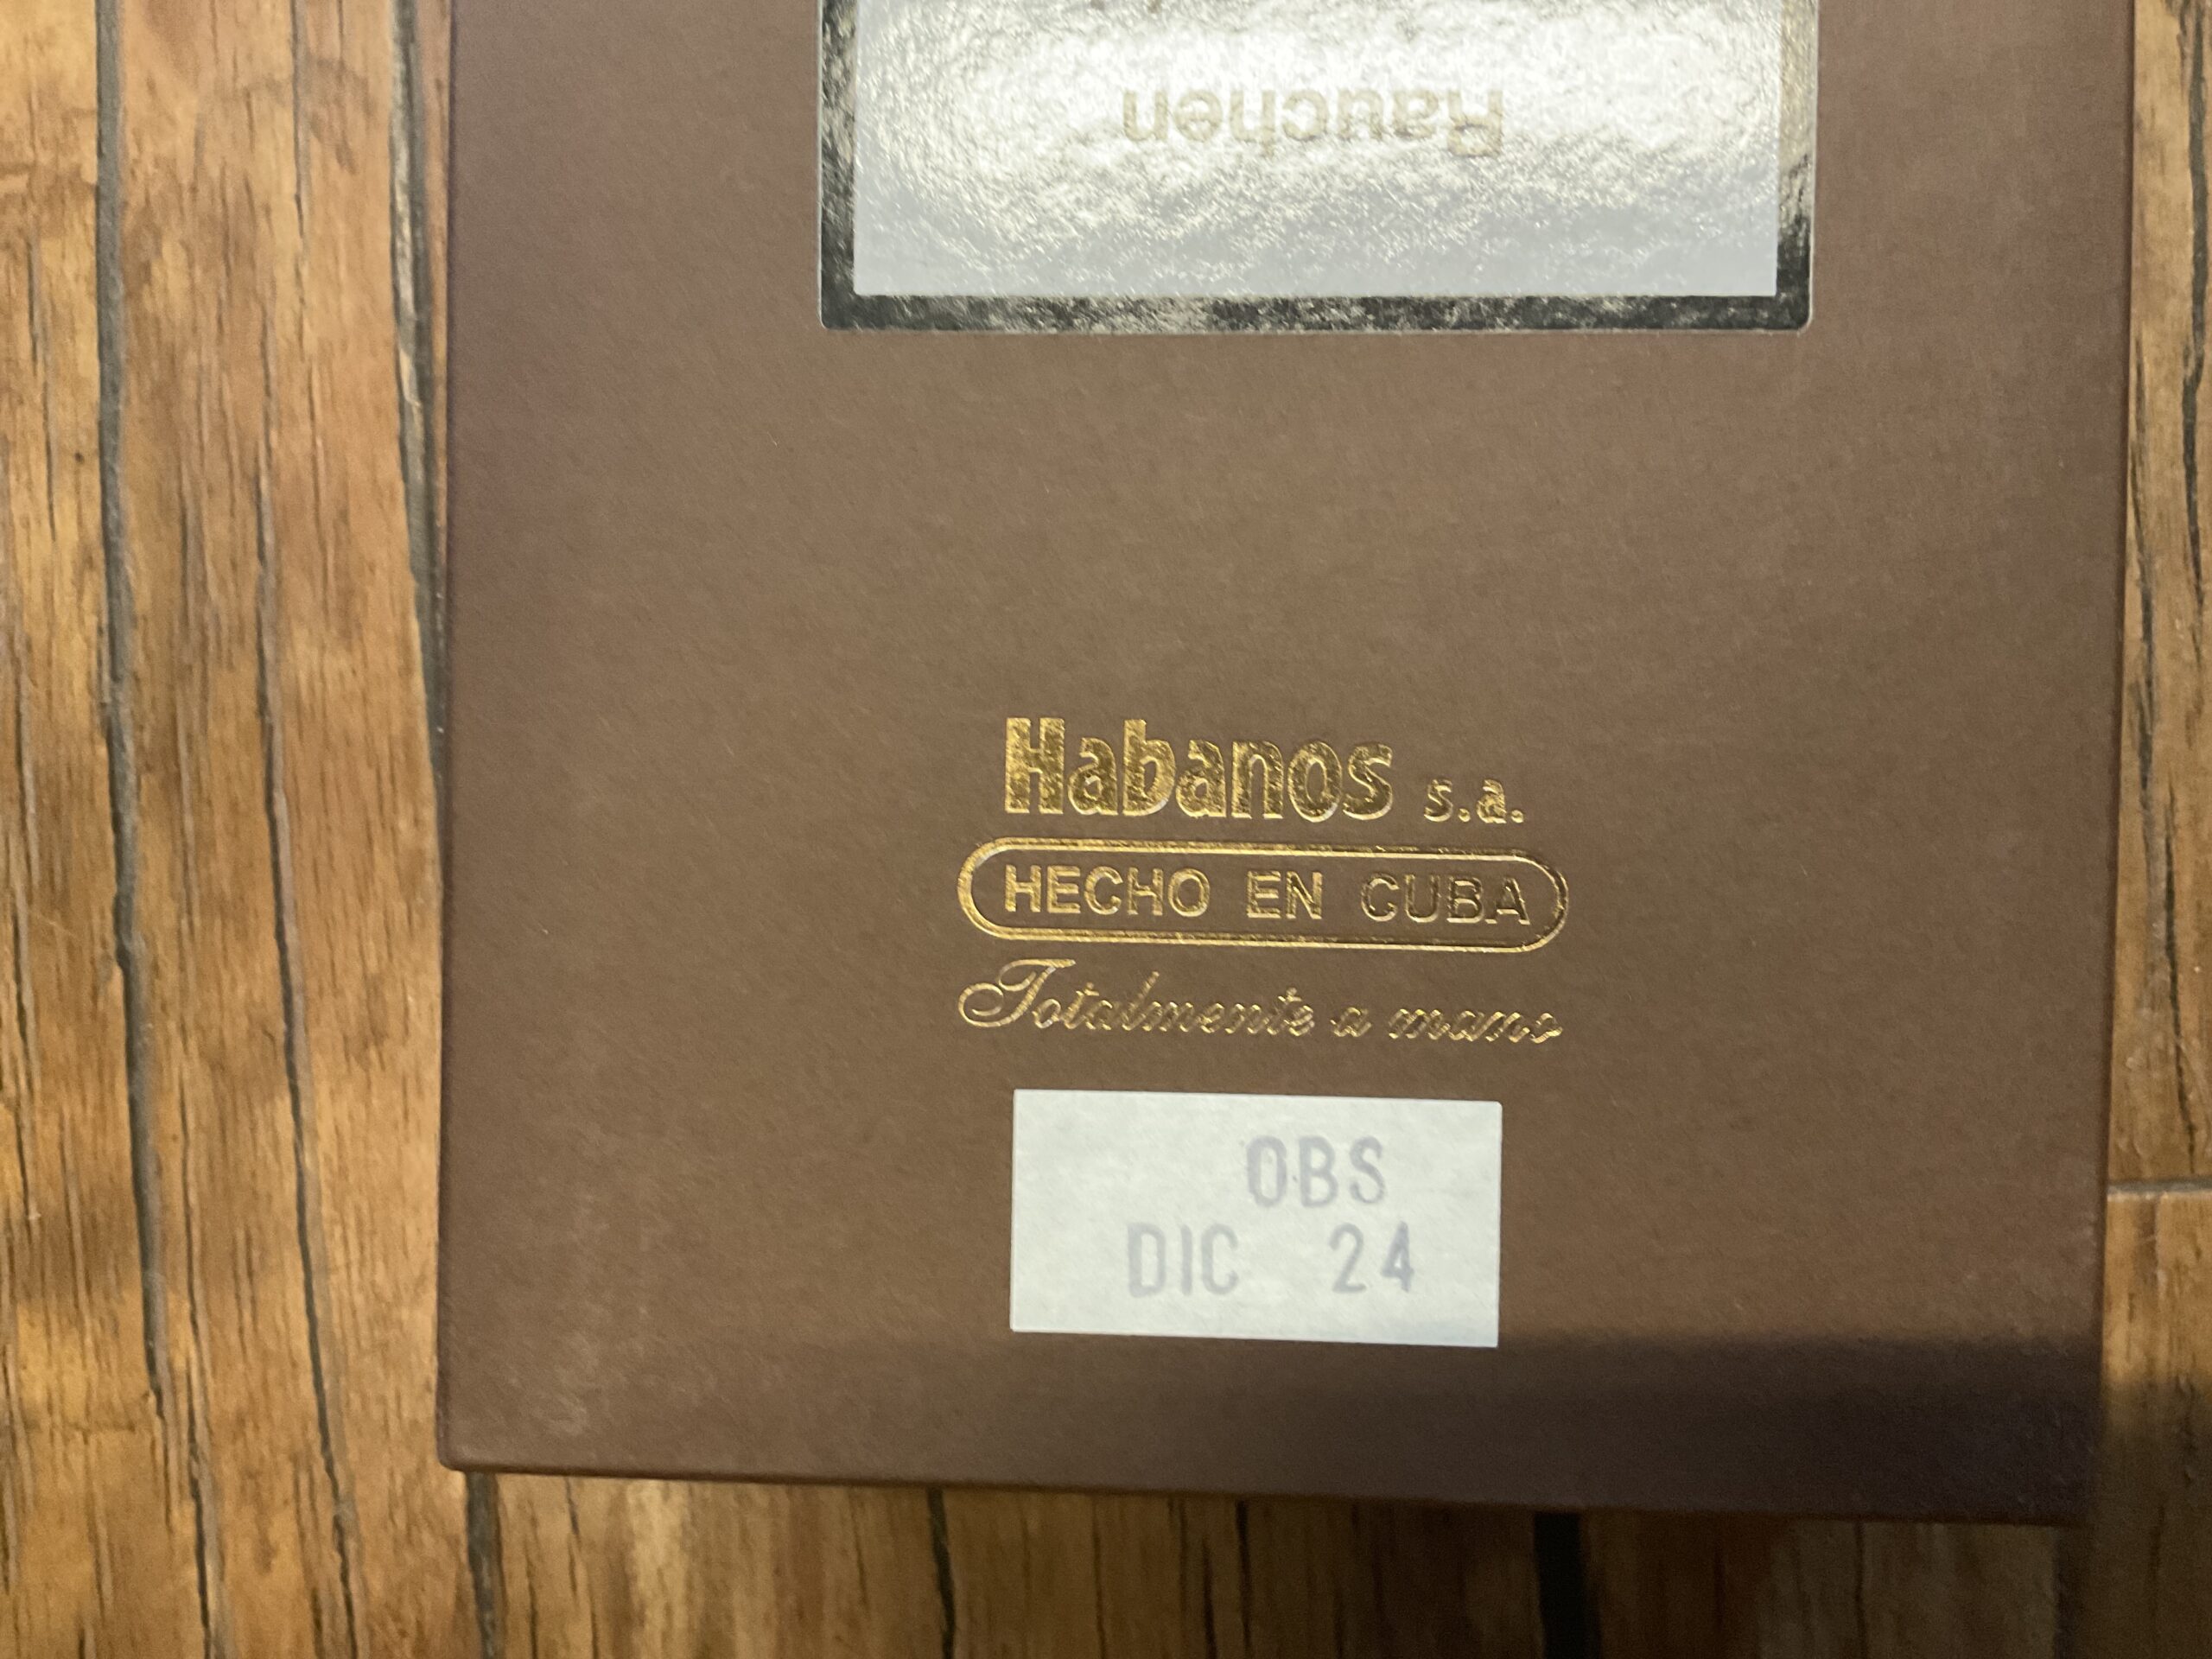 Rauchen
Habanos s.a.
HECHO EN CUBA
Totalmente a mano
OBS
DIC 24